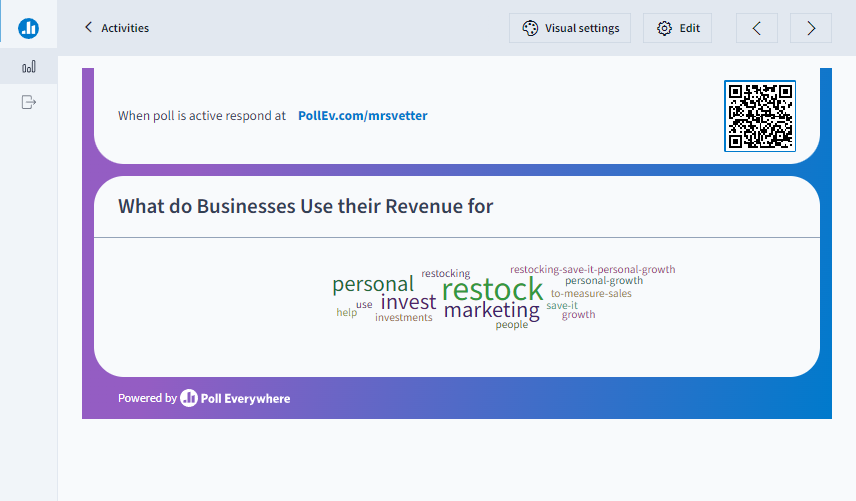 Activities
Visual settings
Edit
When poll is active respond at PollEv.com/mrsvetter
What do Businesses Use their Revenue for
restocking restocking-save-it-personal-growth
personal restock personal-growth
use invest to-measure-sales
help marketing save-it
investments growth
people
Powered by Poll Everywhere